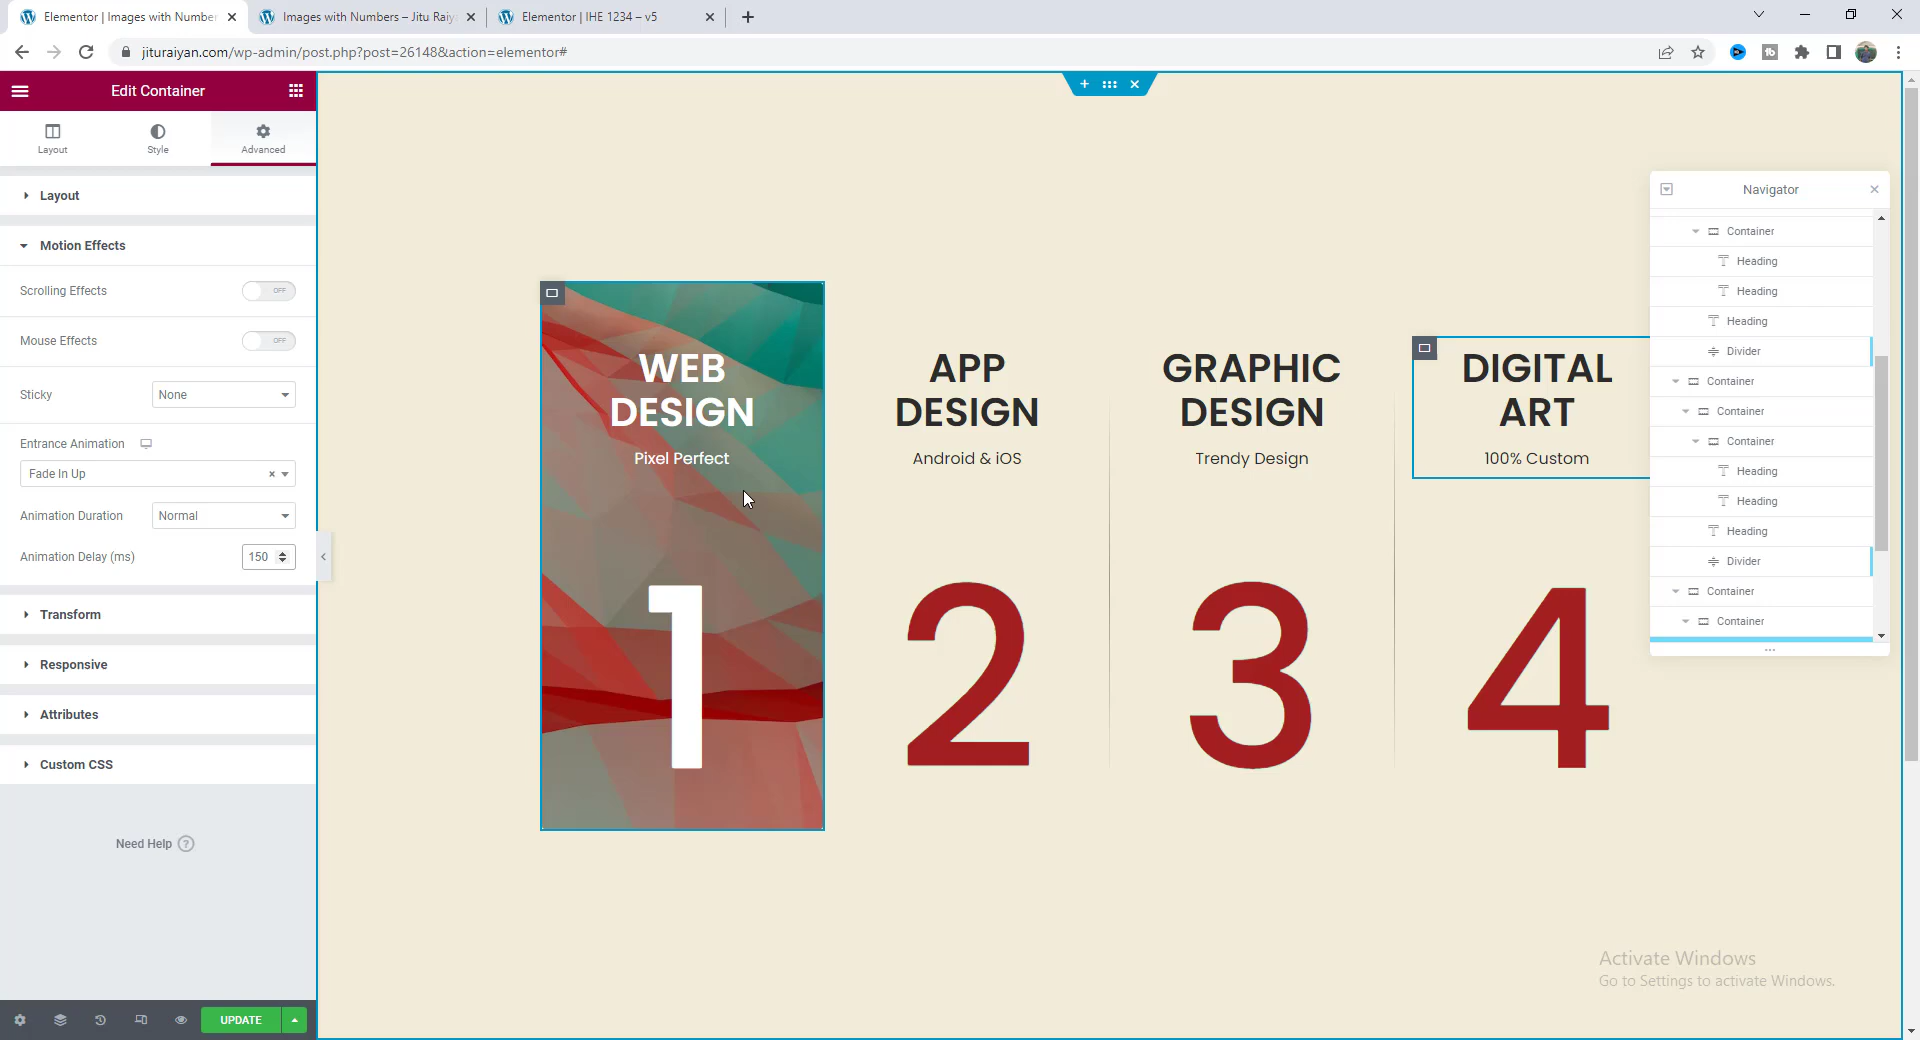 Elementor | Images with Number
Images with Numbers – Jitu Raiy
Elementor | IHE 1234 – v5
jituraiyan.com/wp-admin/post.php?post=26148&action=elementor#
Edit Container
Layout
Style
Advanced
Layout
Motion Effects
Scrolling Effects
OFF
Mouse Effects
OFF
Sticky
None
Entrance Animation
Fade In Up
Animation Duration
Normal
Animation Delay (ms)
150
Transform
Responsive
Attributes
Custom CSS
Need Help
UPDATE
WEB
DESIGN
Pixel Perfect
1
APP
DESIGN
Android & iOS
2
GRAPHIC
DESIGN
Trendy Design
3
DIGITAL
ART
100% Custom
4
Navigator
Container
Heading
Heading
Heading
Divider
Container
Container
Container
Heading
Heading
Heading
Divider
Container
Container
Activate Windows
Go to Settings to activate Windows.